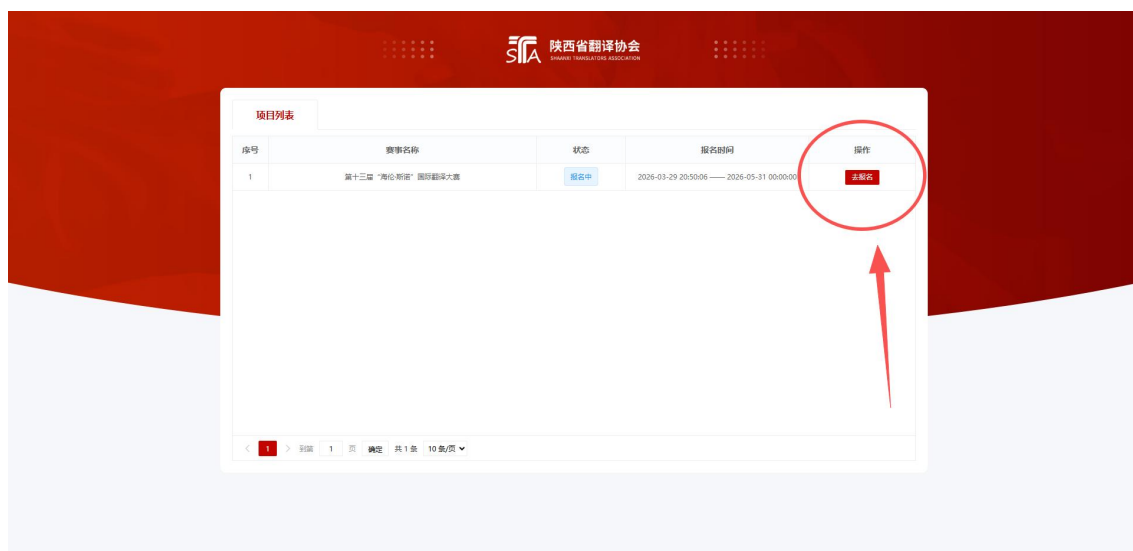 STA 陕西省翻译协会
SHAANXI TRANSLATORS ASSOCIATION
项目列表
序号 赛事名称 状态 报名时间 操作
1 第十三届“海伦·斯诺”国际翻译大赛 报名中 2026-03-29 20:50:06 —— 2026-05-31 00:00:00 去报名
< 1 > 到第 1 页 确定 共 1 条 10 条/页